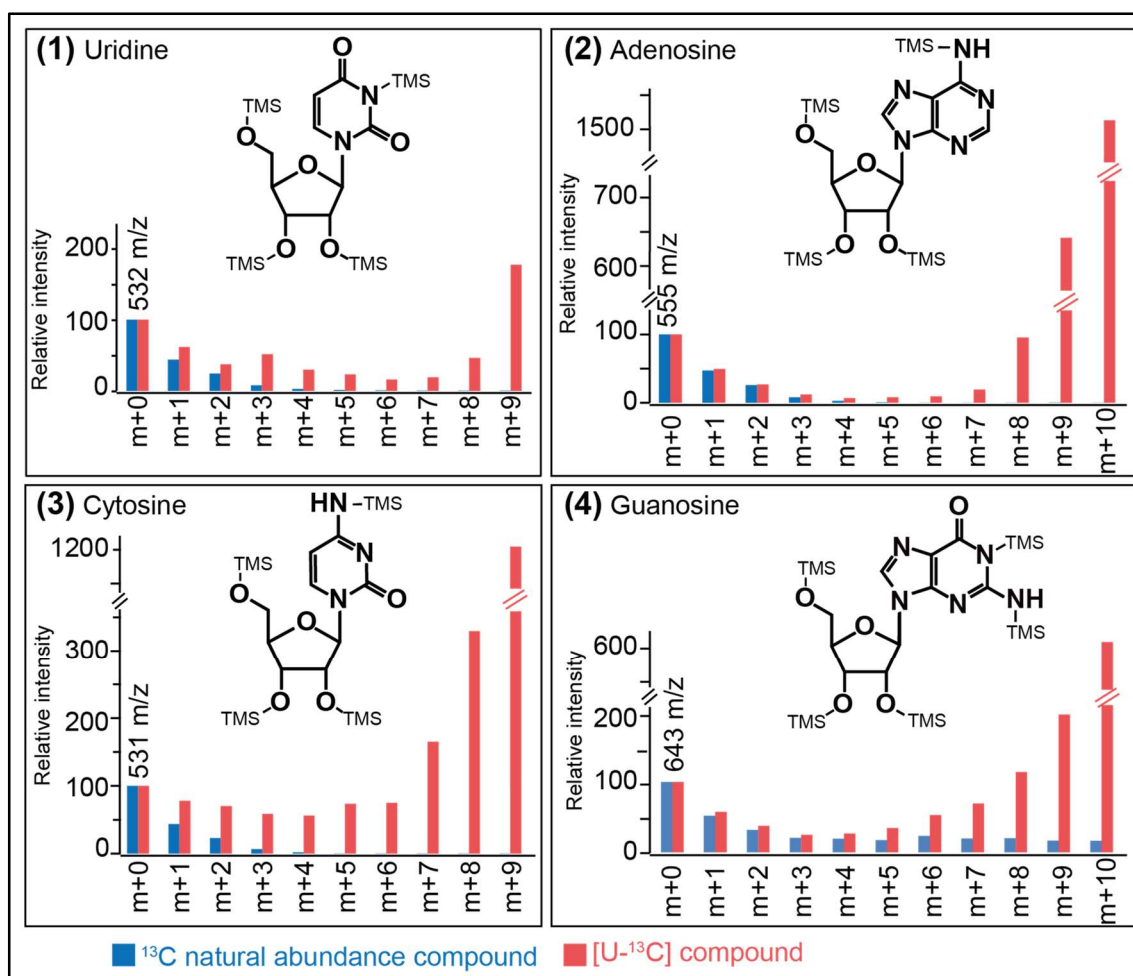 (1) Uridine
O
TMS
N
TMS
O
N
O
O
O
O
TMS
TMS
Relative intensity
200
100
0
532 m/z
m+0
m+1
m+2
m+3
m+4
m+5
m+6
m+7
m+8
m+9
(2) Adenosine
TMS
NH
TMS
N
N
O
N
N
O
O
O
TMS
TMS
Relative intensity
1500
700
600
100
0
555 m/z
m+0
m+1
m+2
m+3
m+4
m+5
m+6
m+7
m+8
m+9
m+10
(3) Cytosine
HN
TMS
TMS
N
O
N
O
O
O
O
TMS
TMS
Relative intensity
1200
300
200
100
0
531 m/z
m+0
m+1
m+2
m+3
m+4
m+5
m+6
m+7
m+8
m+9
(4) Guanosine
O
TMS
N
N
TMS
O
N
N
NH
TMS
O
O
O
TMS
TMS
Relative intensity
600
200
100
0
643 m/z
m+0
m+1
m+2
m+3
m+4
m+5
m+6
m+7
m+8
m+9
m+10
¹³C natural abundance compound
[U-¹³C] compound